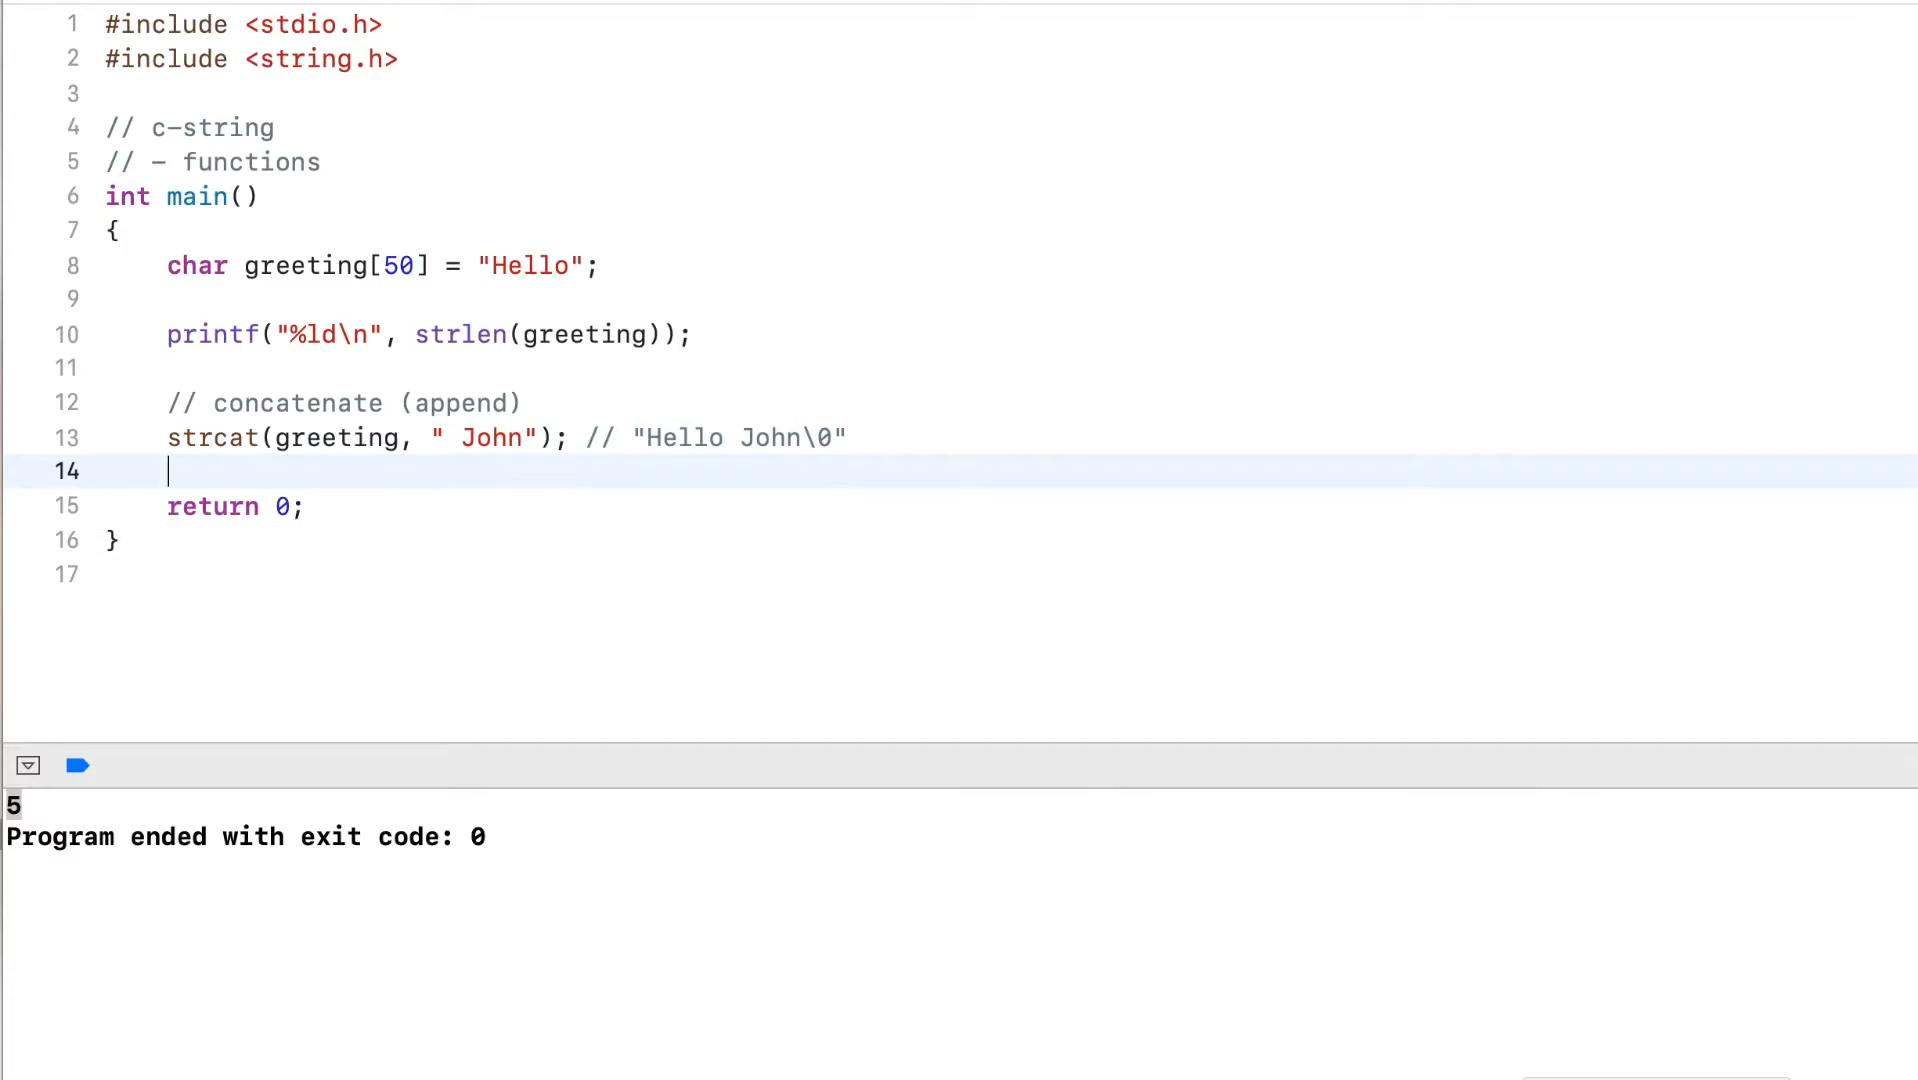 1 #include <stdio.h>
2 #include <string.h>
3
4 // c-string
5 // - functions
6 int main()
7 {
8     char greeting[50] = "Hello";
9
10     printf("%ld\n", strlen(greeting));
11
12     // concatenate (append)
13     strcat(greeting, " John"); // "Hello John\0"
14
15     return 0;
16 }
17
5
Program ended with exit code: 0